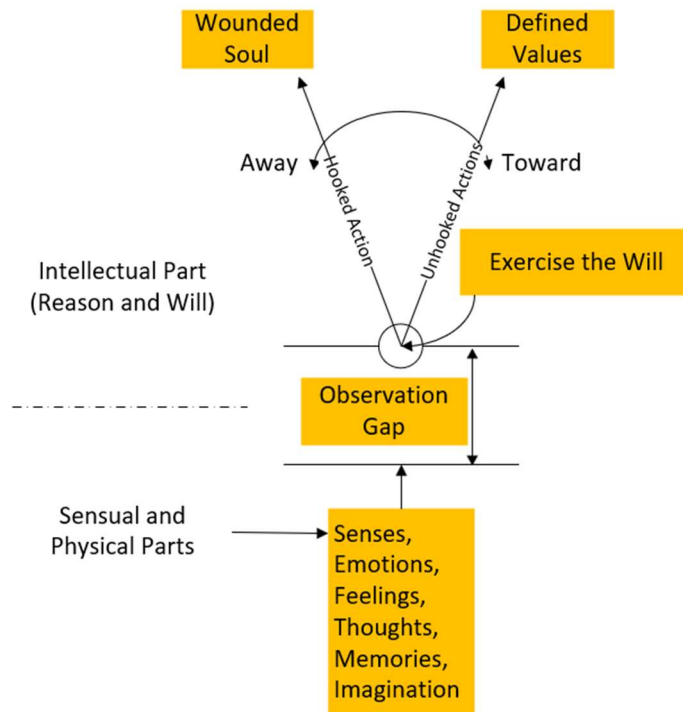 Wounded
Soul
Defined
Values
Away
Toward
Hooked Action
Unhooked Actions
Exercise the Will
Intellectual Part
(Reason and Will)
Observation
Gap
Sensual and
Physical Parts
Senses,
Emotions,
Feelings,
Thoughts,
Memories,
Imagination